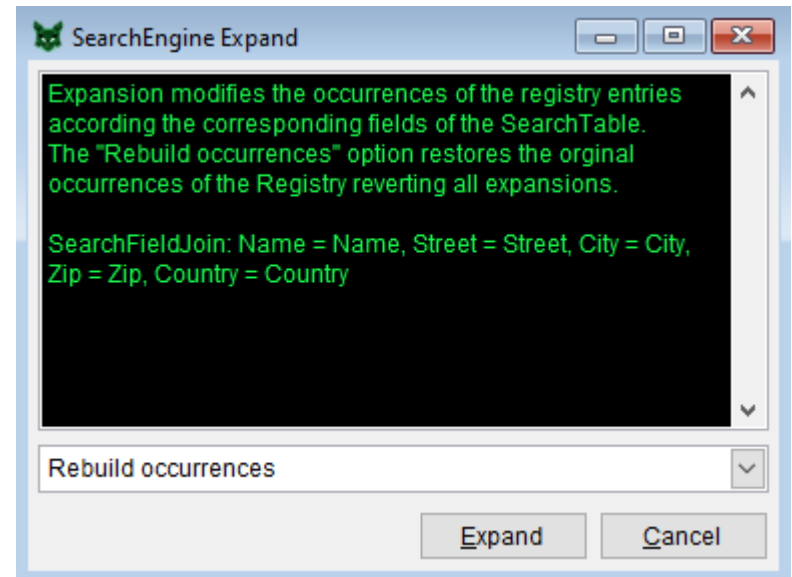 SearchEngine Expand
Expansion modifies the occurrences of the registry entries
according the corresponding fields of the SearchTable.
The "Rebuild occurrences" option restores the orginal
occurrences of the Registry reverting all expansions.
SearchFieldJoin: Name = Name, Street = Street, City = City,
Zip = Zip, Country = Country
Rebuild occurrences
Expand
Cancel